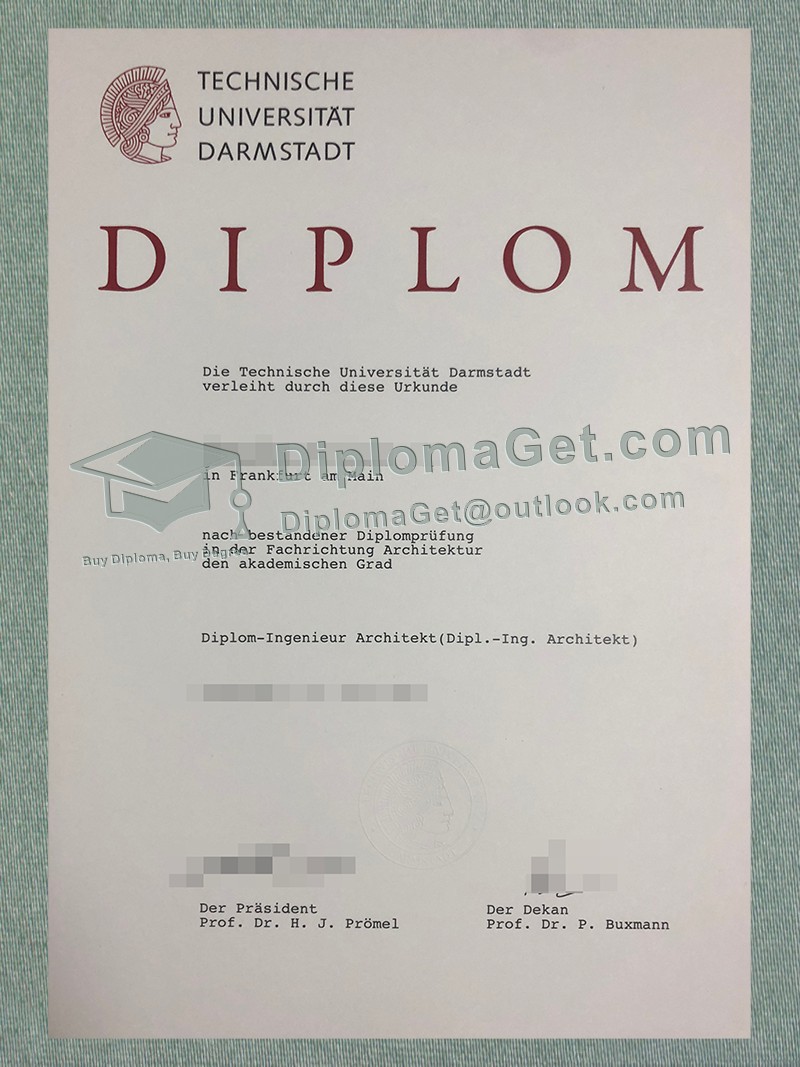 TECHNISCHE
UNIVERSITÄT
DARMSTADT
DIPLOM
Die Technische Universität Darmstadt
verleiht durch diese Urkunde
DiplomaGet.com
in Frankfurt am Main
DiplomaGet@outlook.com
nach bestandener Diplomprüfung
in der Fachrichtung Architektur
Buy Diploma, Buy Degree
den akademischen Grad
Diplom-Ingenieur Architekt(Dipl.-Ing. Architekt)
Der Präsident
Prof. Dr. H. J. Prömel
Der Dekan
Prof. Dr. P. Buxmann